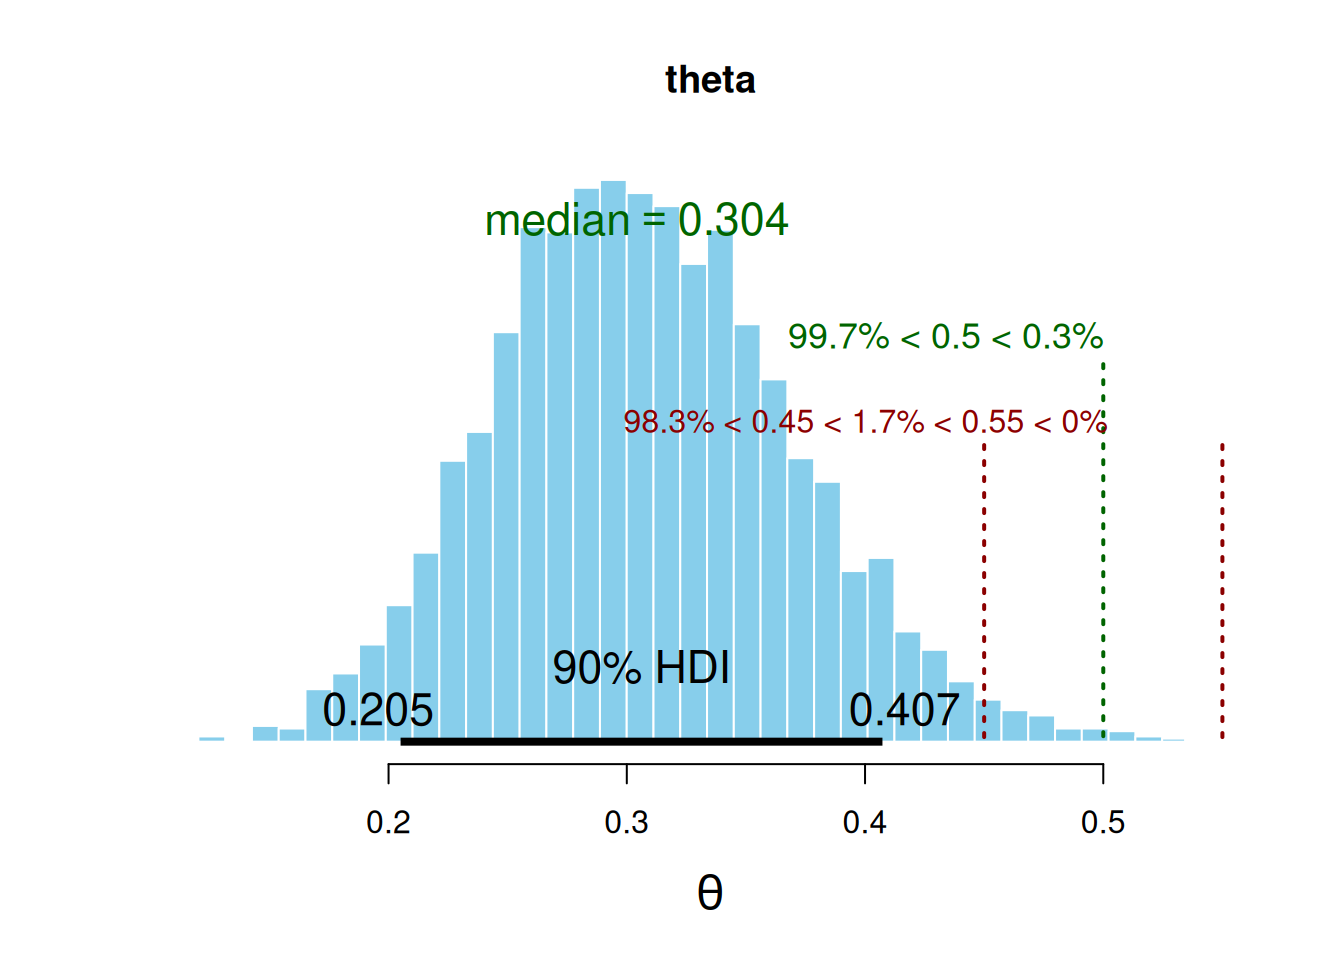 theta
median = 0.304
99.7% < 0.5 < 0.3%
98.3% < 0.45 < 1.7% < 0.55 < 0%
90% HDI
0.205 0.407
0.2 0.3 0.4 0.5
θ